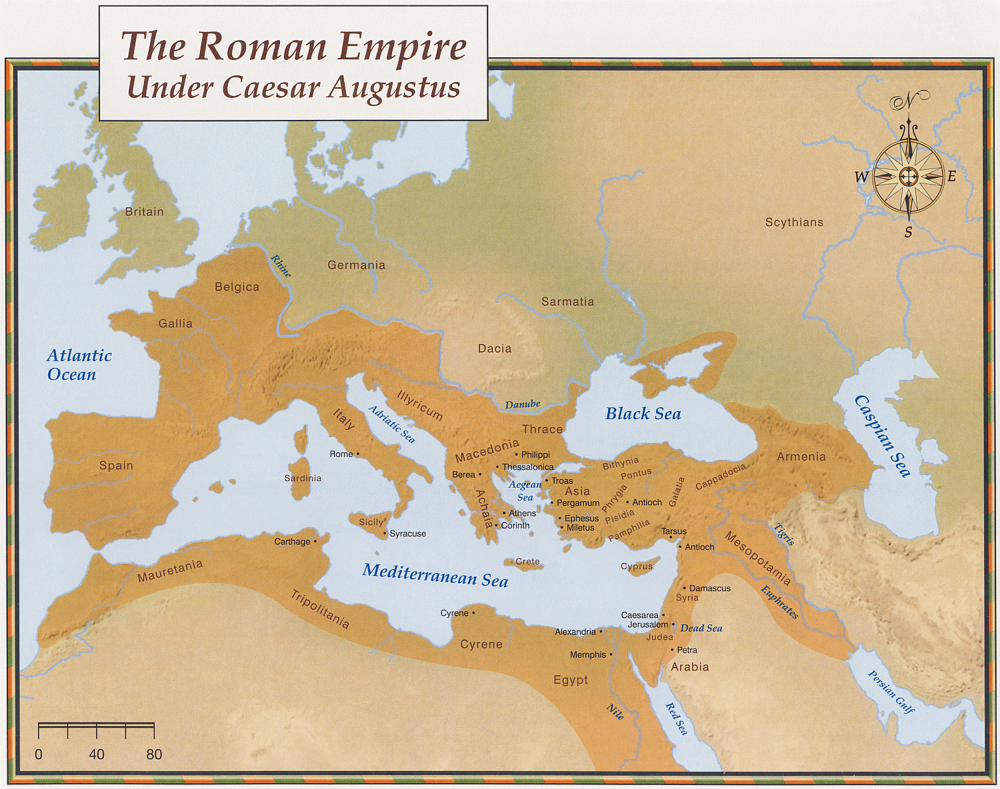 The Roman Empire
Under Caesar Augustus
N
W
E
S
Britain
Scythians
Rhine
Germania
Belgica
Sarmatia
Gallia
Dacia
Atlantic
Ocean
Illyricum
Danube
Black Sea
Caspian Sea
Italy
Adriatic Sea
Thrace
Macedonia
Rome
Philippi
Spain
Thessalonica
Bithynia
Armenia
Sardinia
Berea
Troas
Pontus
Cappadocia
Aegean
Sea
Asia
Phrygia
Galatia
Achaia
Pergamum
Antioch
Athens
Ephesus
Pisidia
Sicily
Corinth
Miletus
Pamphilia
Tarsus
Tigris
Syracuse
Carthage
Antioch
Mesopotamia
Mauretania
Mediterranean Sea
Crete
Cyprus
Damascus
Syria
Euphrates
Tripolitania
Cyrene
Caesarea
Jerusalem
Dead Sea
Alexandria
Judea
Cyrene
Memphis
Petra
Arabia
Egypt
Persian Gulf
Nile
Red Sea
0 40 80